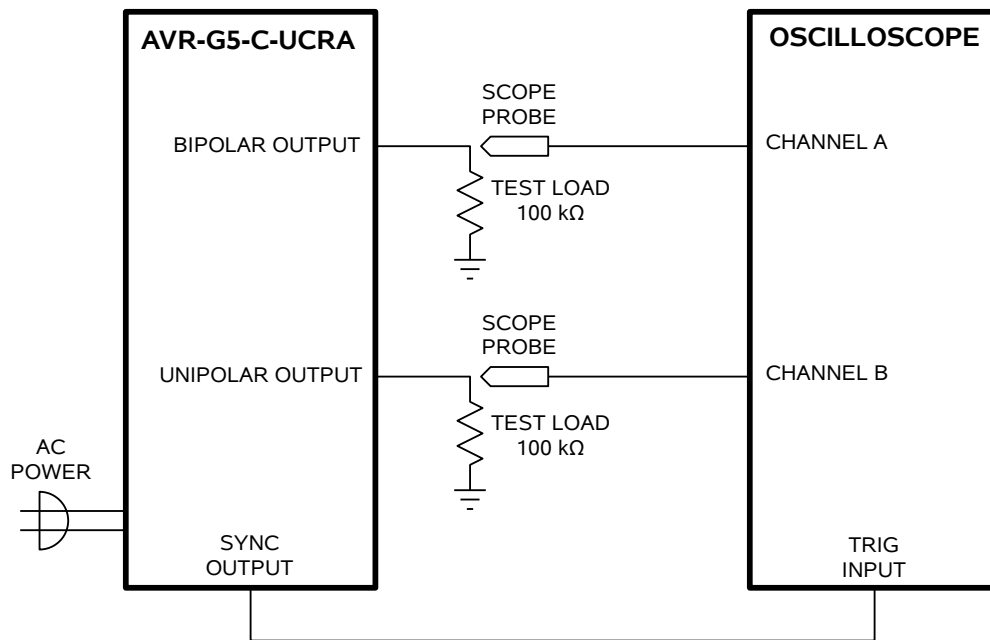 AVR-G5-C-UCRA
OSCILLOSCOPE
SCOPE
PROBE
BIPOLAR OUTPUT
CHANNEL A
TEST LOAD
100 kΩ
SCOPE
PROBE
UNIPOLAR OUTPUT
CHANNEL B
TEST LOAD
100 kΩ
AC
POWER
SYNC
OUTPUT
TRIG
INPUT